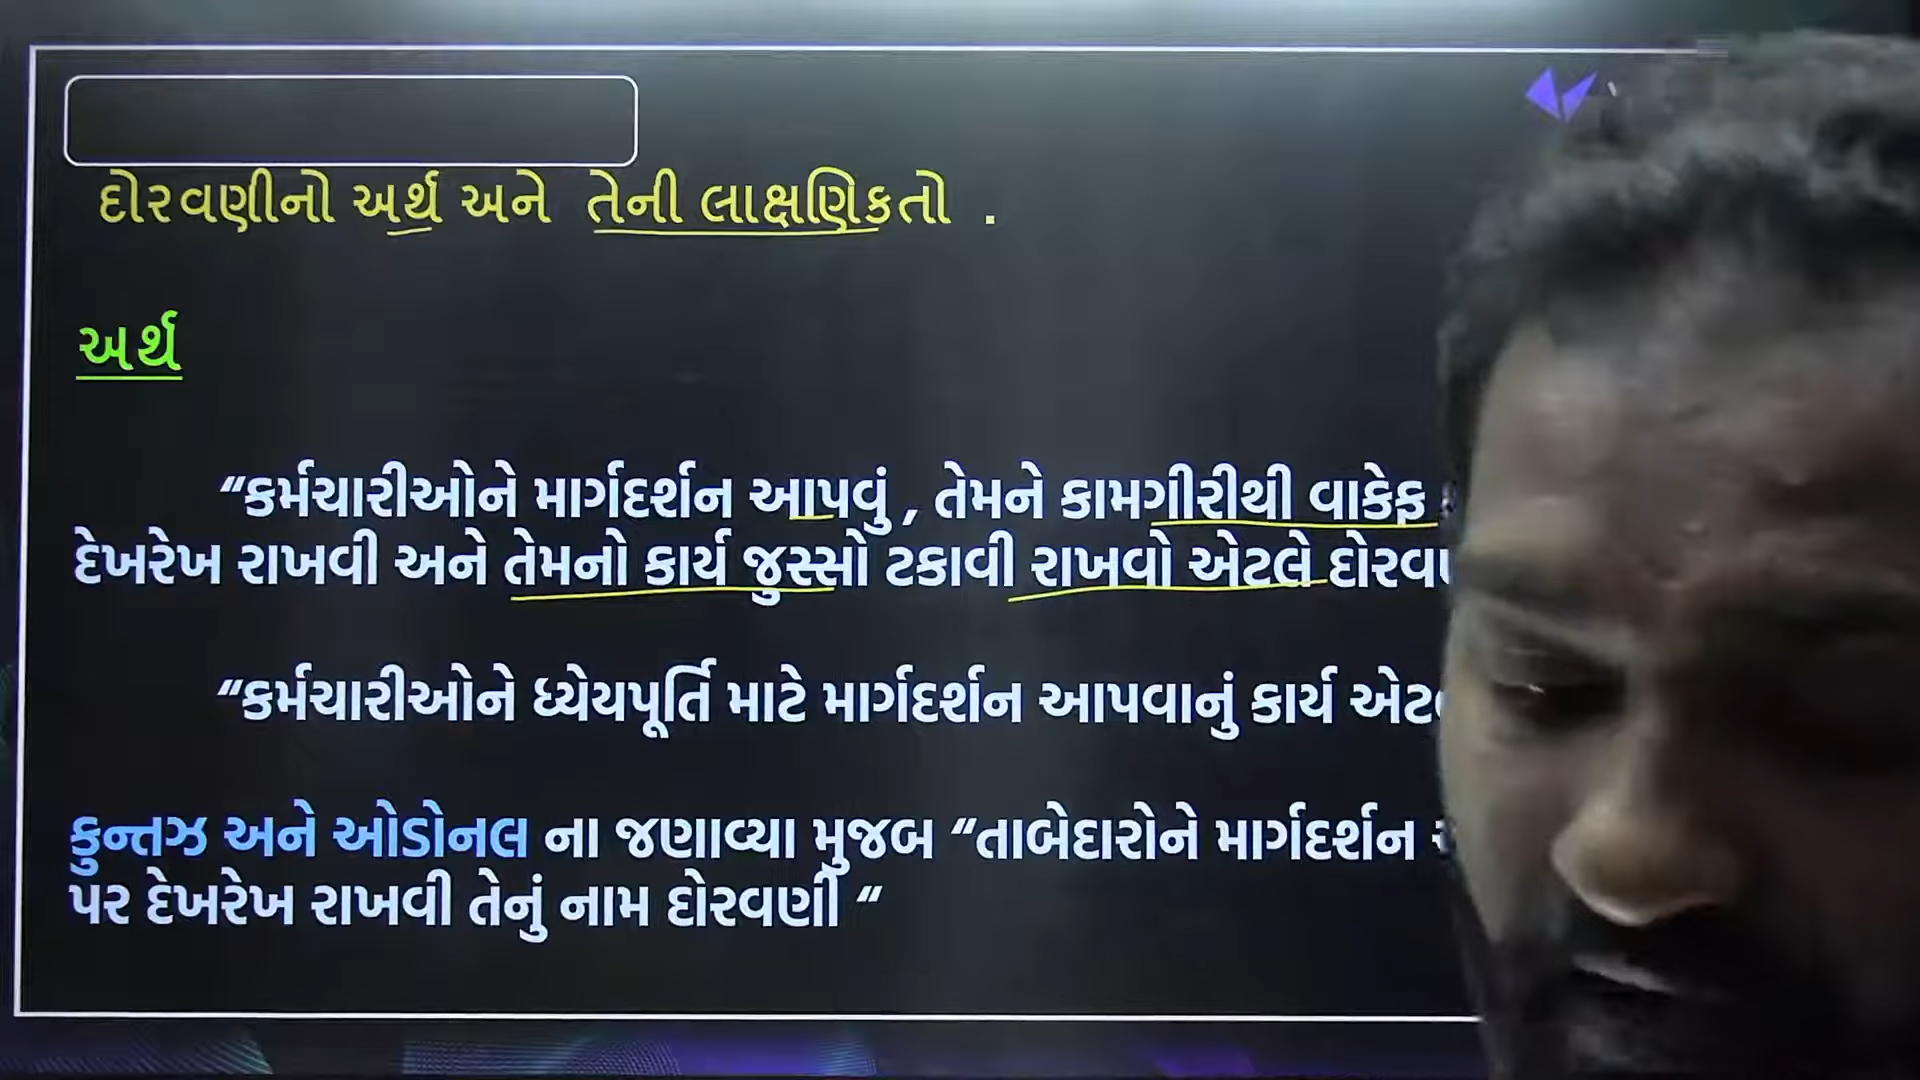 દોરવણીનો અર્થ અને તેની લાક્ષણિકતો .
અર્થ
“કર્મચારીઓને માર્ગદર્શન આપવું , તેમને કામગીરીથી વાકેફ
દેખરેખ રાખવી અને તેમનો કાર્ય જુસ્સો ટકાવી રાખવો એટલે
“કર્મચારીઓને ધ્યેયપૂર્તિ માટે માર્ગદર્શન આપવાનું કાર્ય
કુન્તઝ અને ઓડોનલ ના જણાવ્યા મુજબ “તાબેદારોને માર્ગદર્શન
પર દેખરેખ રાખવી તેનું નામ દોરવણી “